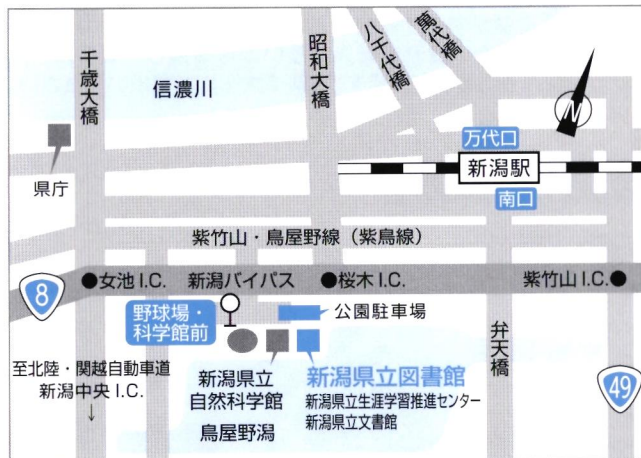 千歳大橋
昭和大橋
八千代橋
萬代橋
信濃川
N
万代口
新潟駅
南口
県庁
紫竹山・鳥屋野線（紫鳥線）
8
女池I.C.
新潟バイパス
桜木I.C.
紫竹山I.C.
野球場・
科学館前
公園駐車場
弁天橋
至北陸・関越自動車道
新潟中央I.C.
↓
新潟県立
自然科学館
新潟県立図書館
新潟県立生涯学習推進センター
新潟県立文書館
鳥屋野潟
49